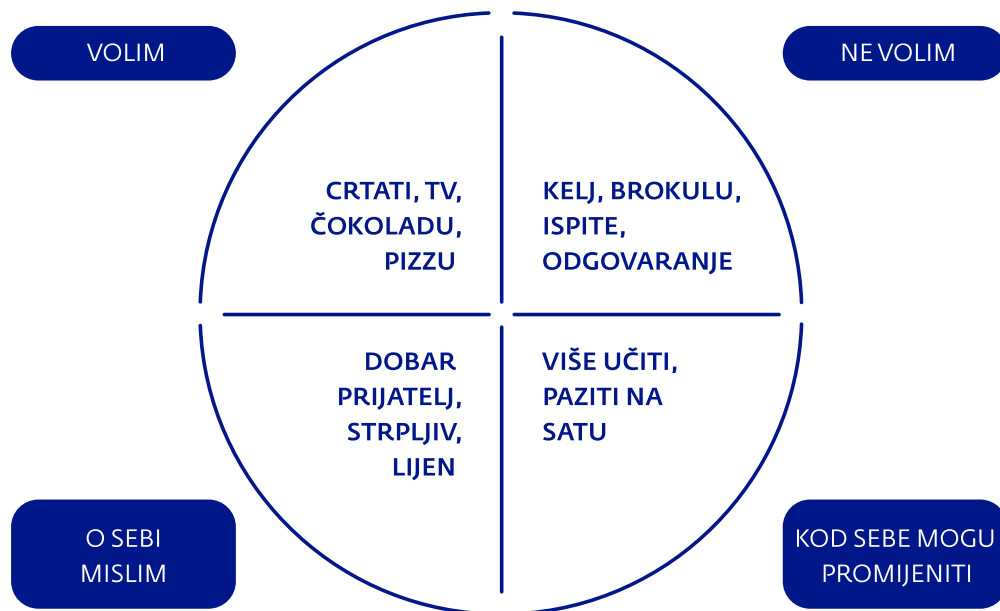 VOLIM
NE VOLIM
CRTATI, TV,
ČOKOLADU,
PIZZU
KELJ, BROKULU,
ISPITE,
ODGOVARANJE
DOBAR
PRIJATELJ,
STRPLJIV,
LIJEN
VIŠE UČITI,
PAZITI NA
SATU
O SEBI
MISLIM
KOD SEBE MOGU
PROMIJENITI